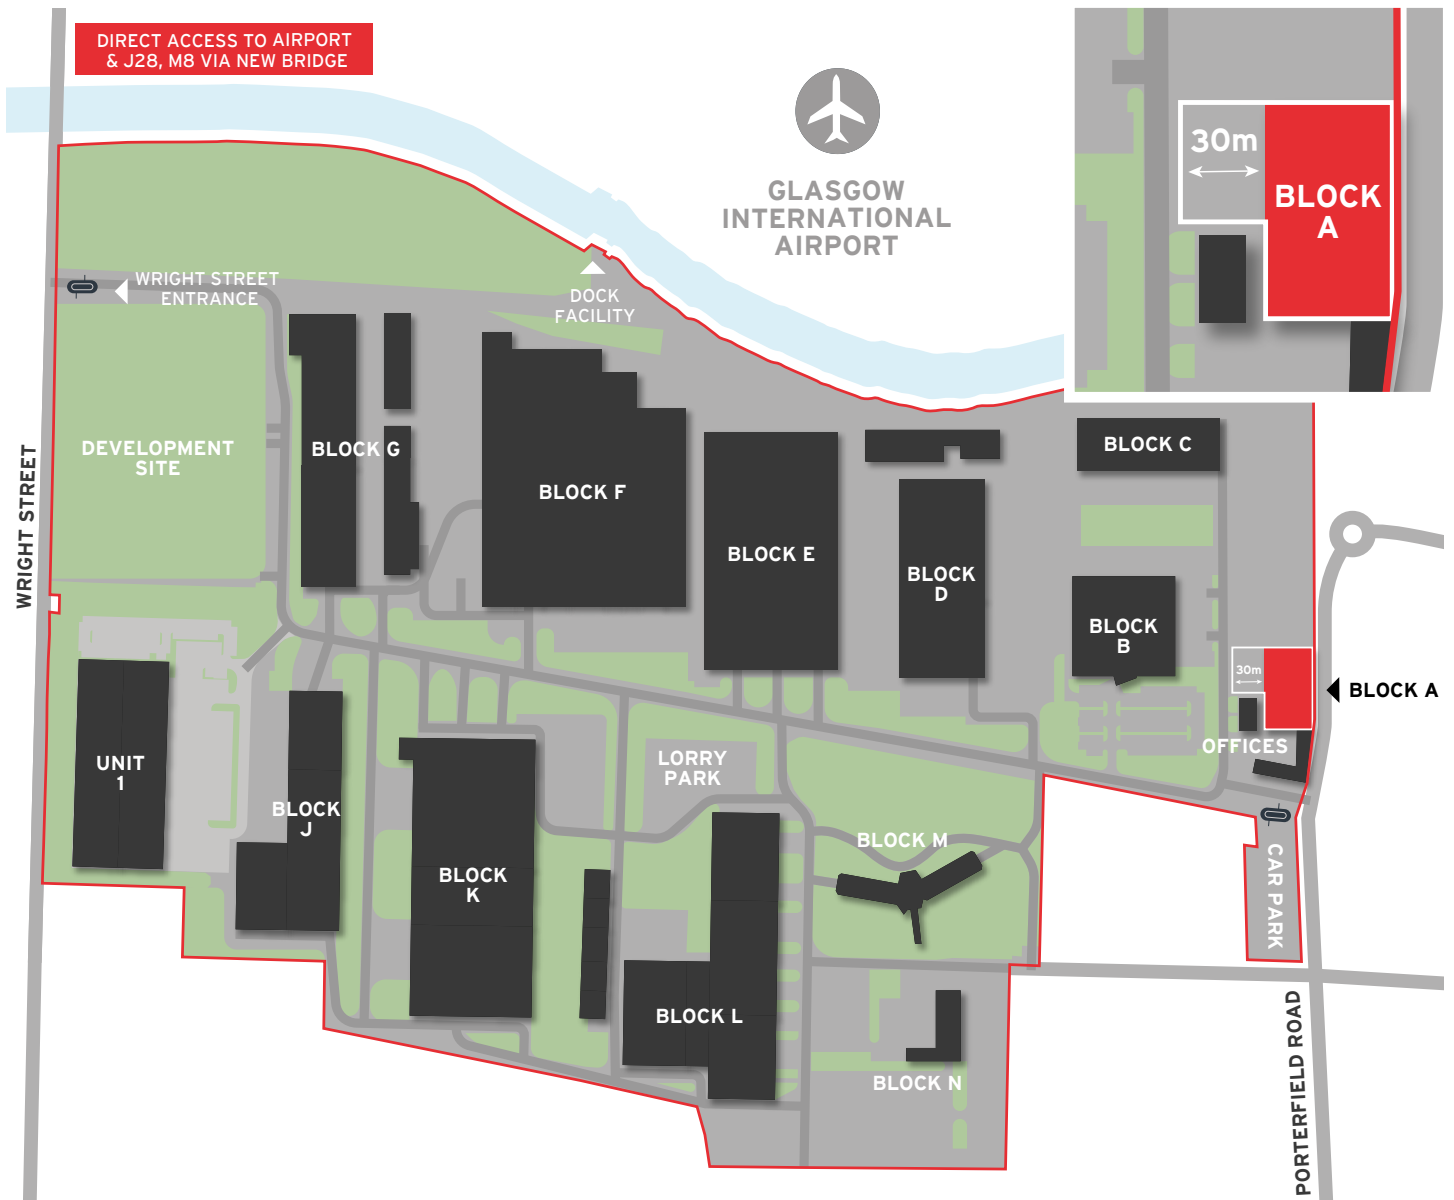 DIRECT ACCESS TO AIRPORT
& J28, M8 VIA NEW BRIDGE
GLASGOW
INTERNATIONAL
AIRPORT
30m
BLOCK
A
WRIGHT STREET
ENTRANCE
DOCK
FACILITY
DEVELOPMENT
SITE
WRIGHT STREET
BLOCK G
BLOCK F
BLOCK E
BLOCK
D
BLOCK C
BLOCK
B
30m
BLOCK A
OFFICES
UNIT
1
BLOCK
J
BLOCK
K
LORRY
PARK
BLOCK L
BLOCK M
BLOCK N
CAR PARK
PORTERFIELD ROAD